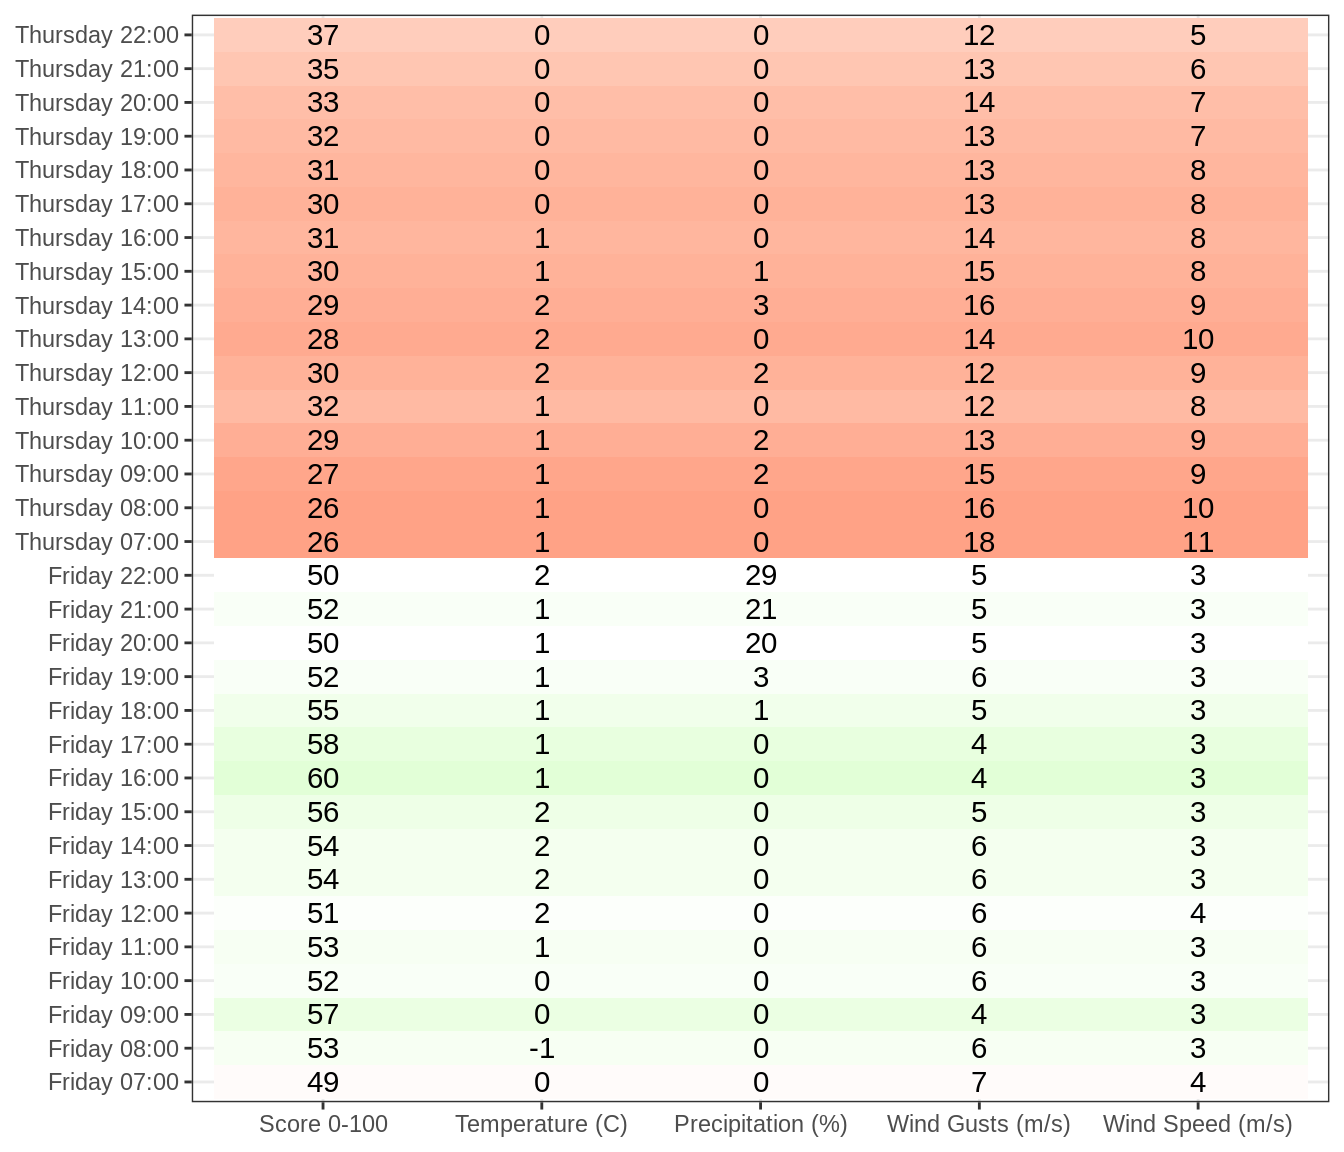 Thursday 22:00 37 0 0 12 5
Thursday 21:00 35 0 0 13 6
Thursday 20:00 33 0 0 14 7
Thursday 19:00 32 0 0 13 7
Thursday 18:00 31 0 0 13 8
Thursday 17:00 30 0 0 13 8
Thursday 16:00 31 1 0 14 8
Thursday 15:00 30 1 1 15 8
Thursday 14:00 29 2 3 16 9
Thursday 13:00 28 2 0 14 10
Thursday 12:00 30 2 2 12 9
Thursday 11:00 32 1 0 12 8
Thursday 10:00 29 1 2 13 9
Thursday 09:00 27 1 2 15 9
Thursday 08:00 26 1 0 16 10
Thursday 07:00 26 1 0 18 11
Friday 22:00 50 2 29 5 3
Friday 21:00 52 1 21 5 3
Friday 20:00 50 1 20 5 3
Friday 19:00 52 1 3 6 3
Friday 18:00 55 1 1 5 3
Friday 17:00 58 1 0 4 3
Friday 16:00 60 1 0 4 3
Friday 15:00 56 2 0 5 3
Friday 14:00 54 2 0 6 3
Friday 13:00 54 2 0 6 3
Friday 12:00 51 2 0 6 4
Friday 11:00 53 1 0 6 3
Friday 10:00 52 0 0 6 3
Friday 09:00 57 0 0 4 3
Friday 08:00 53 -1 0 6 3
Friday 07:00 49 0 0 7 4
Score 0-100 Temperature (C) Precipitation (%) Wind Gusts (m/s) Wind Speed (m/s)